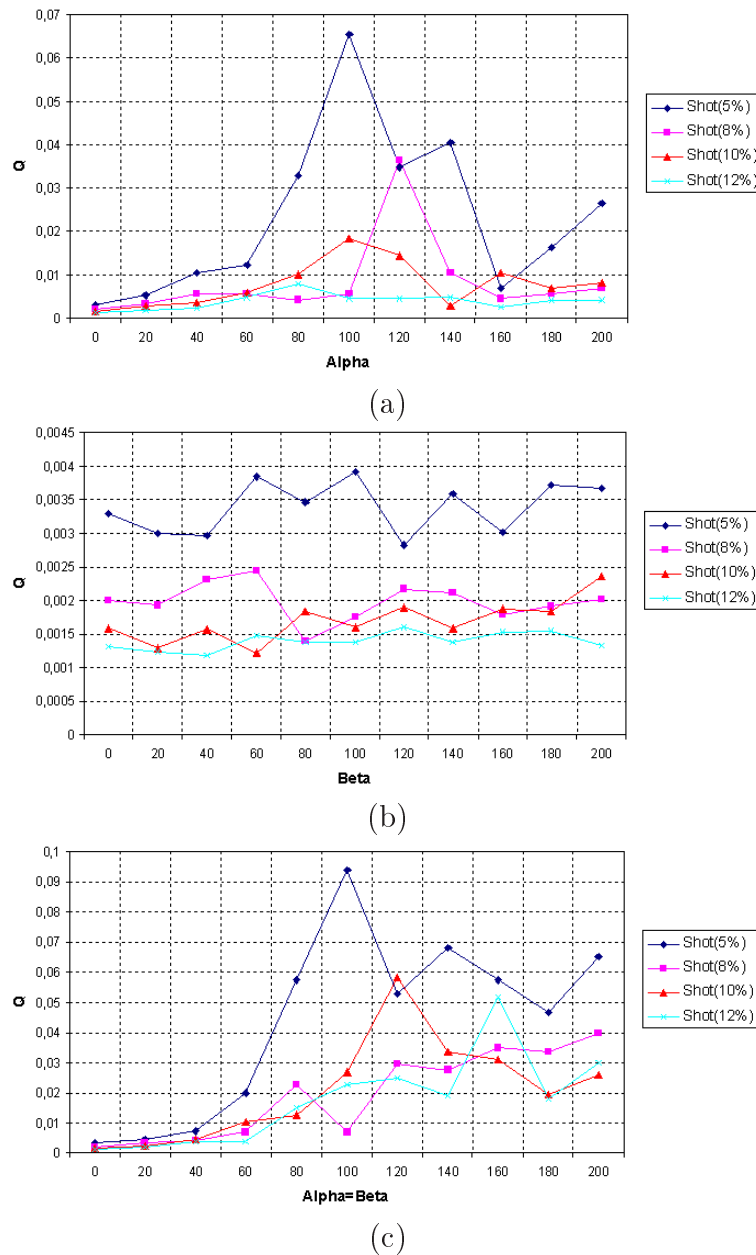 0,07
0,06
0,05
0,04
0,03
0,02
0,01
0
Q
0 20 40 60 80 100 120 140 160 180 200
Alpha
Shot(5%)
Shot(8%)
Shot(10%)
Shot(12%)
(a)
0,0045
0,004
0,0035
0,003
0,0025
0,002
0,0015
0,001
0,0005
0
Q
0 20 40 60 80 100 120 140 160 180 200
Beta
Shot(5%)
Shot(8%)
Shot(10%)
Shot(12%)
(b)
0,1
0,09
0,08
0,07
0,06
0,05
0,04
0,03
0,02
0,01
0
Q
0 20 40 60 80 100 120 140 160 180 200
Alpha=Beta
Shot(5%)
Shot(8%)
Shot(10%)
Shot(12%)
(c)